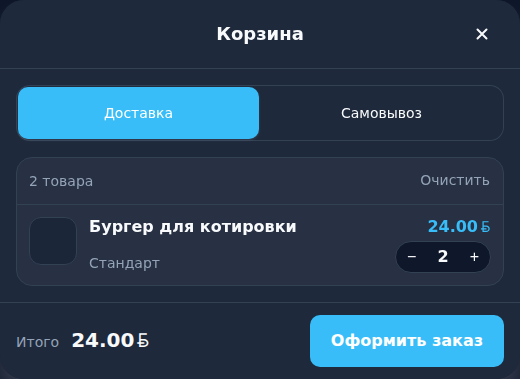 Корзина
✕
Доставка
Самовывоз
2 товара
Очистить
Бургер для котировки
24.00 Ƃ
Стандарт
− 2 +
Итого 24.00 Ƃ
Оформить заказ